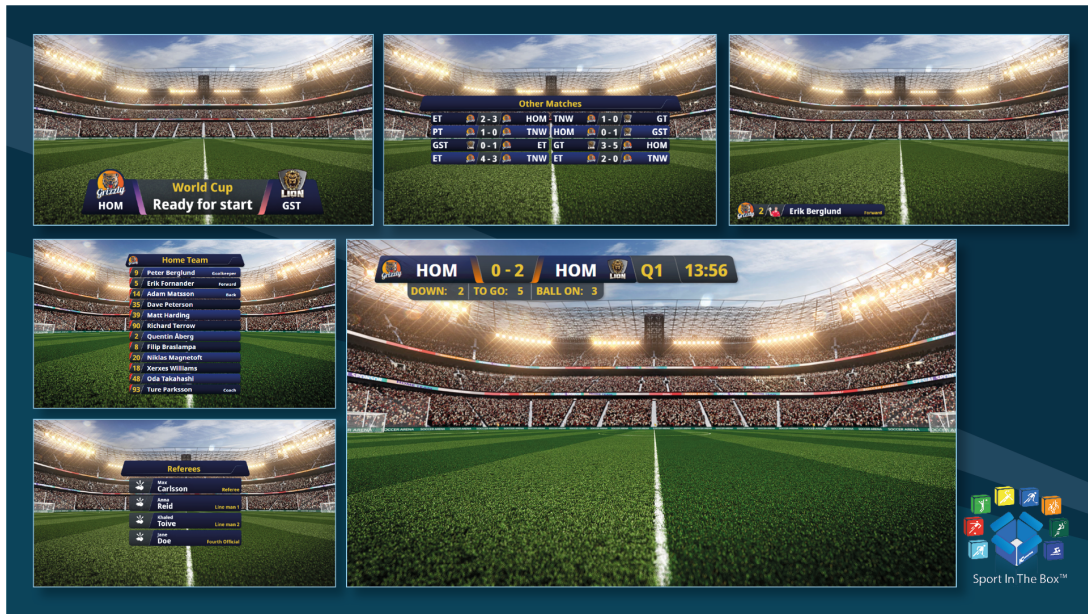 Grizzly
HOM
World Cup
Ready for start
LION
GST
Other Matches
ET 2 - 3 HOM TNW 1 - 0 GT
PT 1 - 0 TNW HOM 0 - 1 GST
GST 0 - 1 ET GT 3 - 5 HOM
ET 4 - 3 TNW ET 2 - 0 TNW
2 Erik Berglund Forward
Home Team
9 Peter Berglund Goalkeeper
5 Erik Fornander Forward
14 Adam Matsson Back
35 Dave Peterson
39 Matt Harding
90 Richard Terrow
2 Quentin Åberg
8 Filip Braslampa
20 Niklas Magnetoft
18 Xerxes Williams
48 Oda Takahashi
93 Ture Parksson Coach
Grizzly HOM 0 - 2 HOM LION Q1 13:56
DOWN: 2 TO GO: 5 BALL ON: 3
SOCCER ARENA
Referees
Max
Carlsson Referee
Anna
Reid Line man 1
Khaled
Toive Line man 2
Jane
Doe Fourth Official
Sport In The Box™